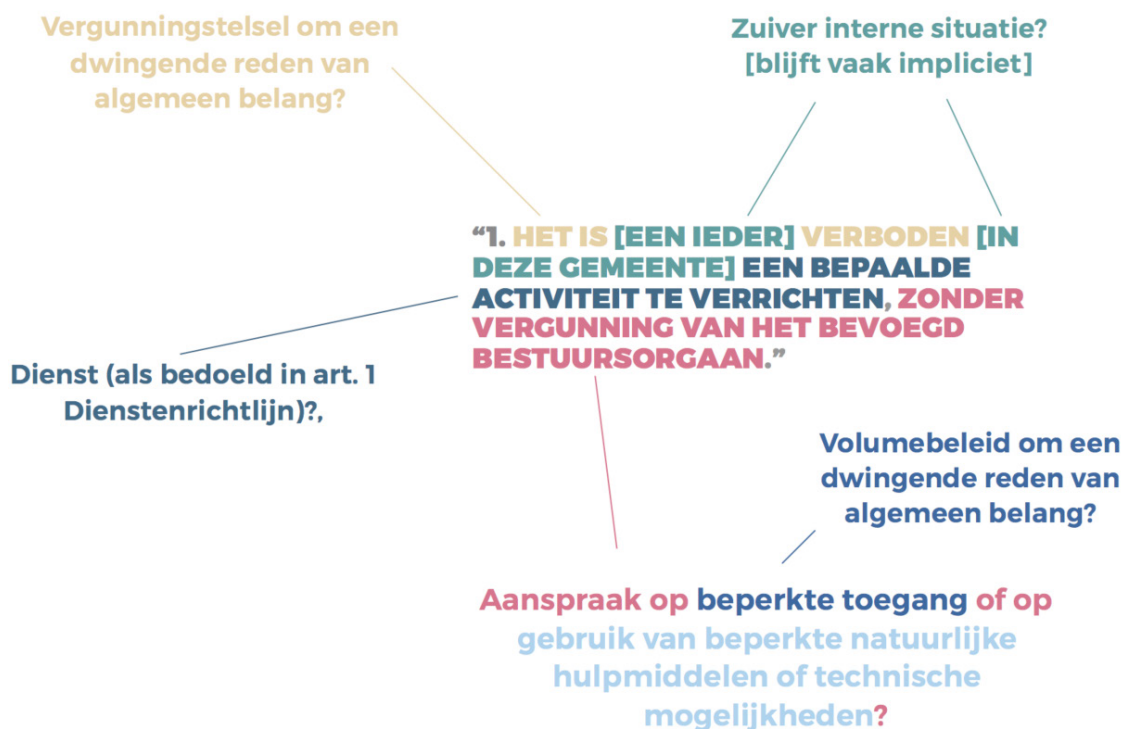 Vergunningstelsel om een
dwingende reden van
algemeen belang?
Zuiver interne situatie?
[blijft vaak impliciet]
“1. HET IS [EEN IEDER] VERBODEN [IN
DEZE GEMEENTE] EEN BEPAALDE
ACTIVITEIT TE VERRICHTEN, ZONDER
VERGUNNING VAN HET BEVOEGD
BESTUURSORGAAN.”
Dienst (als bedoeld in art. 1
Dienstenrichtlijn)?,
Volumebeleid om een
dwingende reden van
algemeen belang?
Aanspraak op beperkte toegang of op
gebruik van beperkte natuurlijke
hulpmiddelen of technische
mogelijkheden?